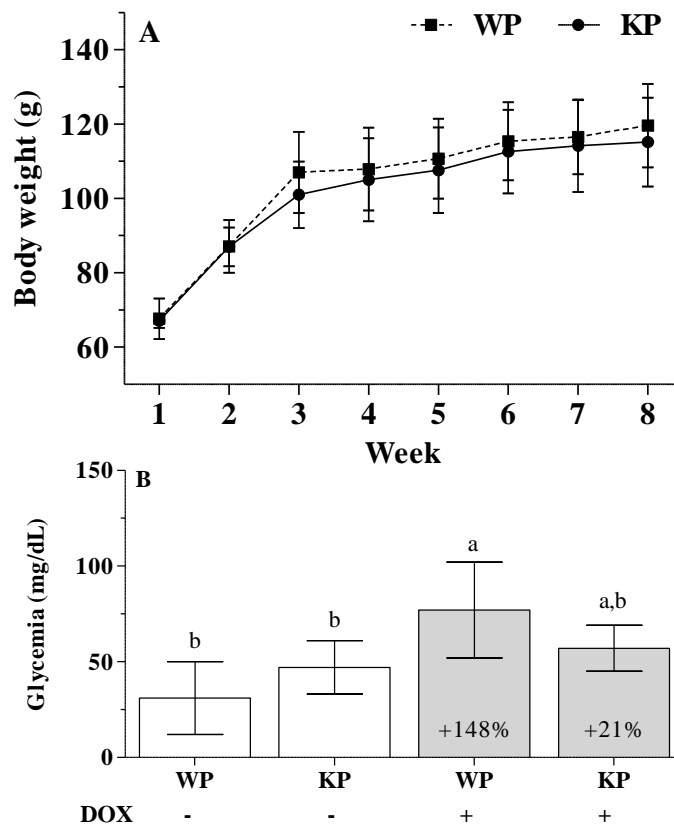 A
WP KP
Body weight (g)
140
120
100
80
60
1 2 3 4 5 6 7 8
Week
B
Glycemia (mg/dL)
150
100
50
0
b
b
a
a,b
+148%
+21%
WP KP WP KP
DOX - - + +